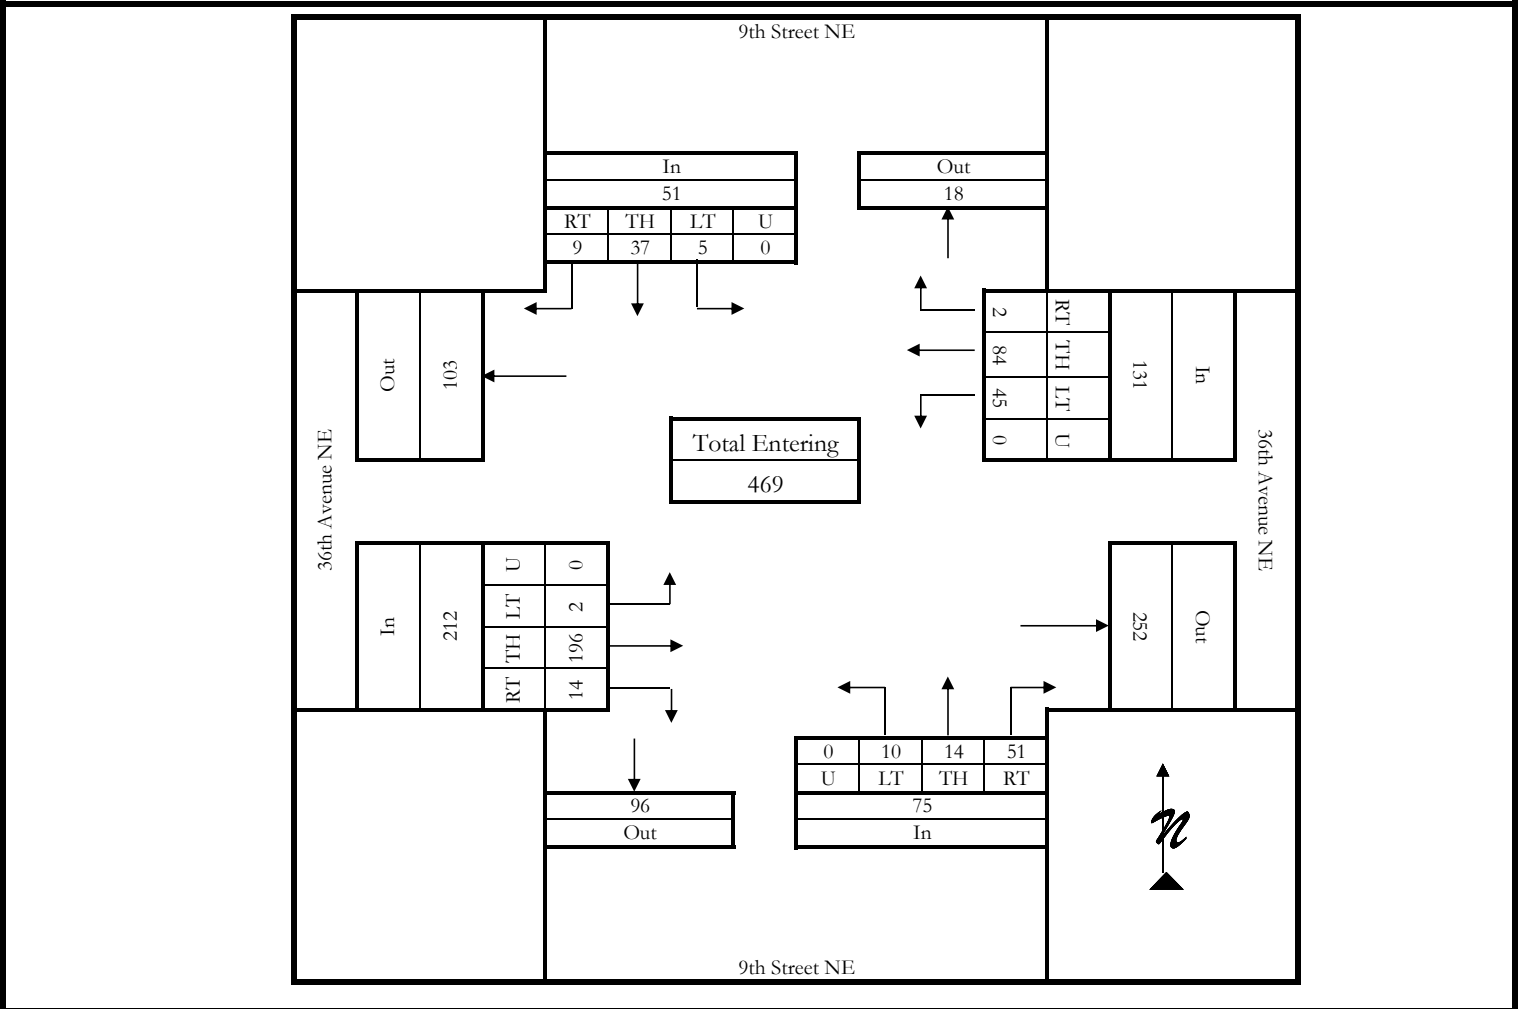 9th Street NE
In
51
RT TH LT U
9 37 5 0
Out
18
Out
103
36th Avenue NE
2 RT
84 TH
45 LT
0 U
131
In
36th Avenue NE
Total Entering
469
In
212
U 0
LT 2
TH 196
RT 14
252
Out
96
Out
0 10 14 51
U LT TH RT
75
In
N
9th Street NE